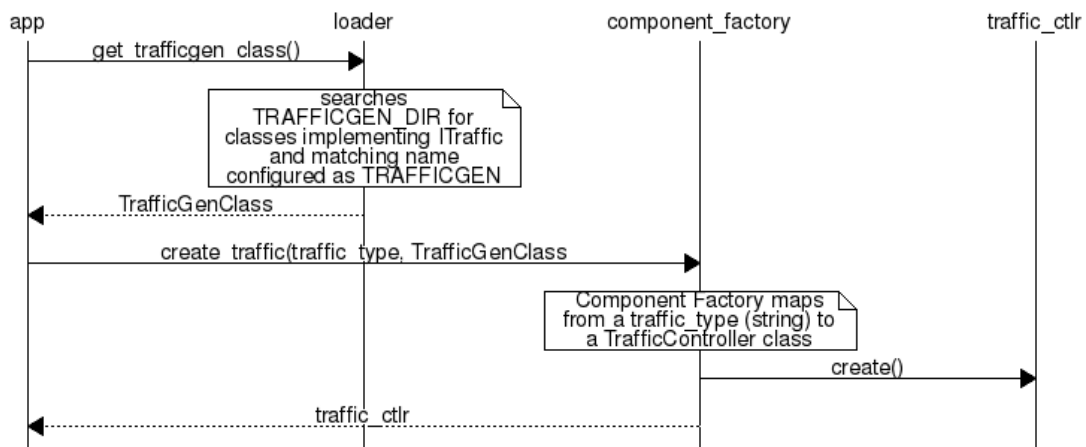 app loader component_factory traffic_ctlr
get_trafficgen_class()
searches
TRAFFICGEN_DIR for
classes implementing ITraffic
and matching name
configured as TRAFFICGEN
TrafficGenClass
create_traffic(traffic_type, TrafficGenClass
Component Factory maps
from a traffic_type (string) to
a TrafficController class
create()
traffic_ctlr